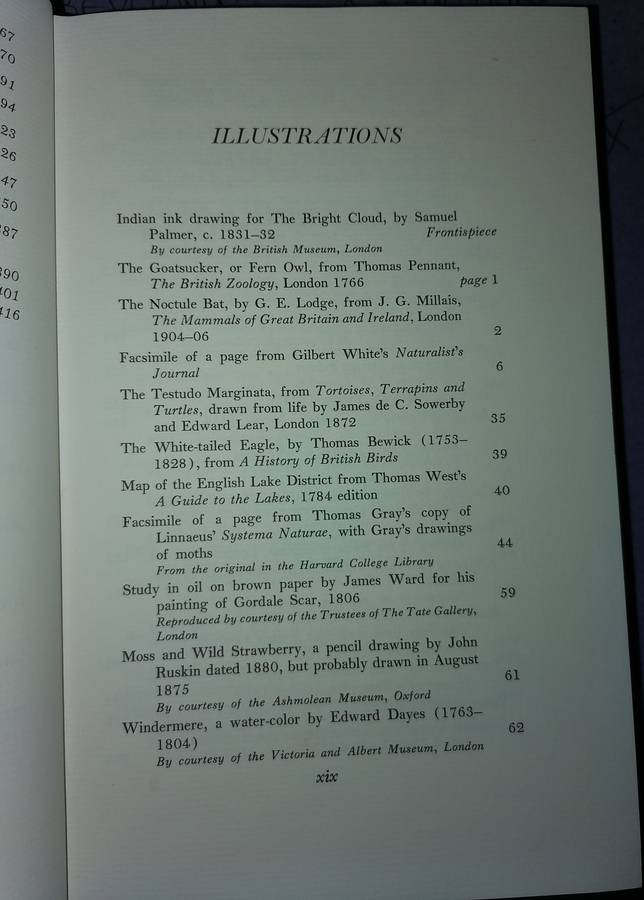 67
70
91
94
23
26
47
50
87
390
401
416
ILLUSTRATIONS
Indian ink drawing for The Bright Cloud, by Samuel
Palmer, c. 1831–32 Frontispiece
By courtesy of the British Museum, London
The Goatsucker, or Fern Owl, from Thomas Pennant,
The British Zoology, London 1766 page 1
The Noctule Bat, by G. E. Lodge, from J. G. Millais,
The Mammals of Great Britain and Ireland, London
1904–06 2
Facsimile of a page from Gilbert White's Naturalist's
Journal 6
The Testudo Marginata, from Tortoises, Terrapins and
Turtles, drawn from life by James de C. Sowerby
and Edward Lear, London 1872 35
The White-tailed Eagle, by Thomas Bewick (1753–
1828), from A History of British Birds 39
Map of the English Lake District from Thomas West's
A Guide to the Lakes, 1784 edition 40
Facsimile of a page from Thomas Gray's copy of
Linnaeus' Systema Naturae, with Gray's drawings
of moths 44
From the original in the Harvard College Library
Study in oil on brown paper by James Ward for his
painting of Gordale Scar, 1806 59
Reproduced by courtesy of the Trustees of The Tate Gallery,
London
Moss and Wild Strawberry, a pencil drawing by John
Ruskin dated 1880, but probably drawn in August
1875 61
By courtesy of the Ashmolean Museum, Oxford
Windermere, a water-color by Edward Dayes (1763–
1804) 62
By courtesy of the Victoria and Albert Museum, London
xix